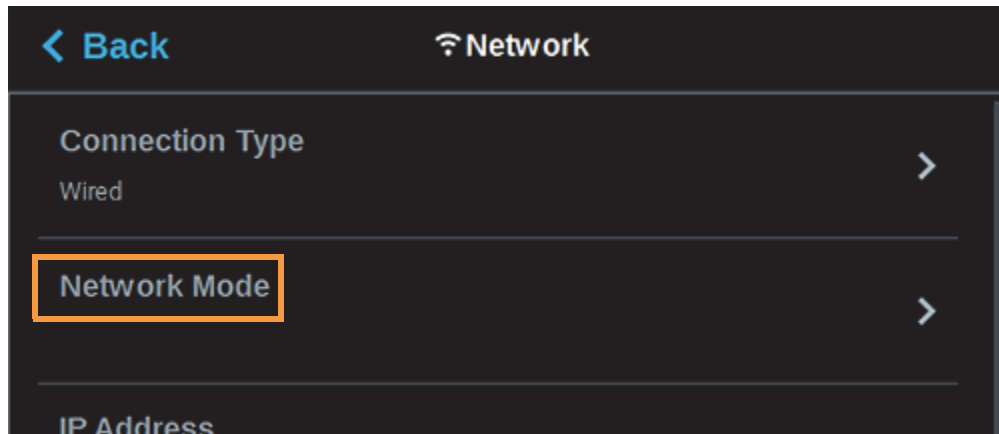 Back
Network
Connection Type
Wired
Network Mode
IP Address